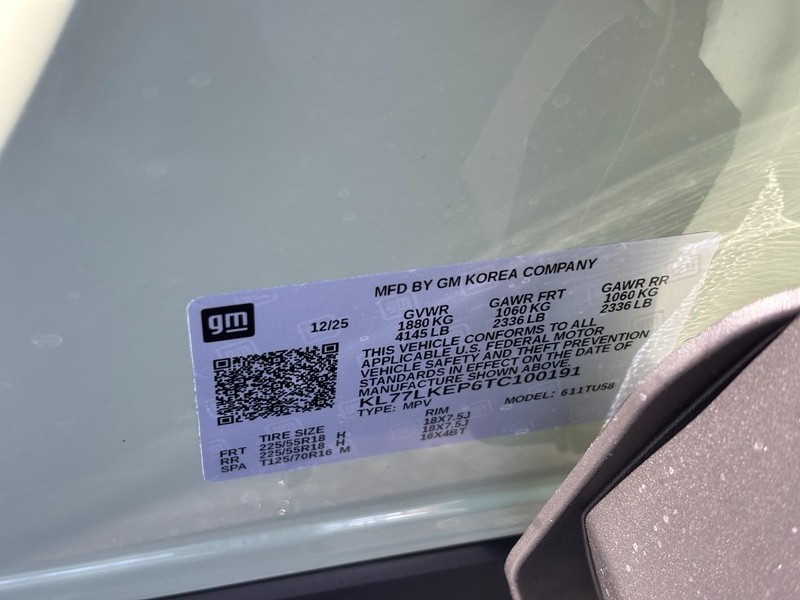 MFD BY GM KOREA COMPANY
gm
12/25
GVWR GAWR FRT GAWR RR
1880 KG 1060 KG 1060 KG
4145 LB 2336 LB 2336 LB
THIS VEHICLE CONFORMS TO ALL
APPLICABLE U.S. FEDERAL MOTOR
VEHICLE SAFETY AND THEFT PREVENTION
STANDARDS IN EFFECT ON THE DATE OF
MANUFACTURE SHOWN ABOVE.
KL77LKEP6TC100191
TYPE: MPV MODEL: 611TU58
TIRE SIZE RIM
FRT 225/55R18 H 18X7.5J
RR 225/55R18 H 18X7.5J
SPA T125/70R16 M 16X4BT